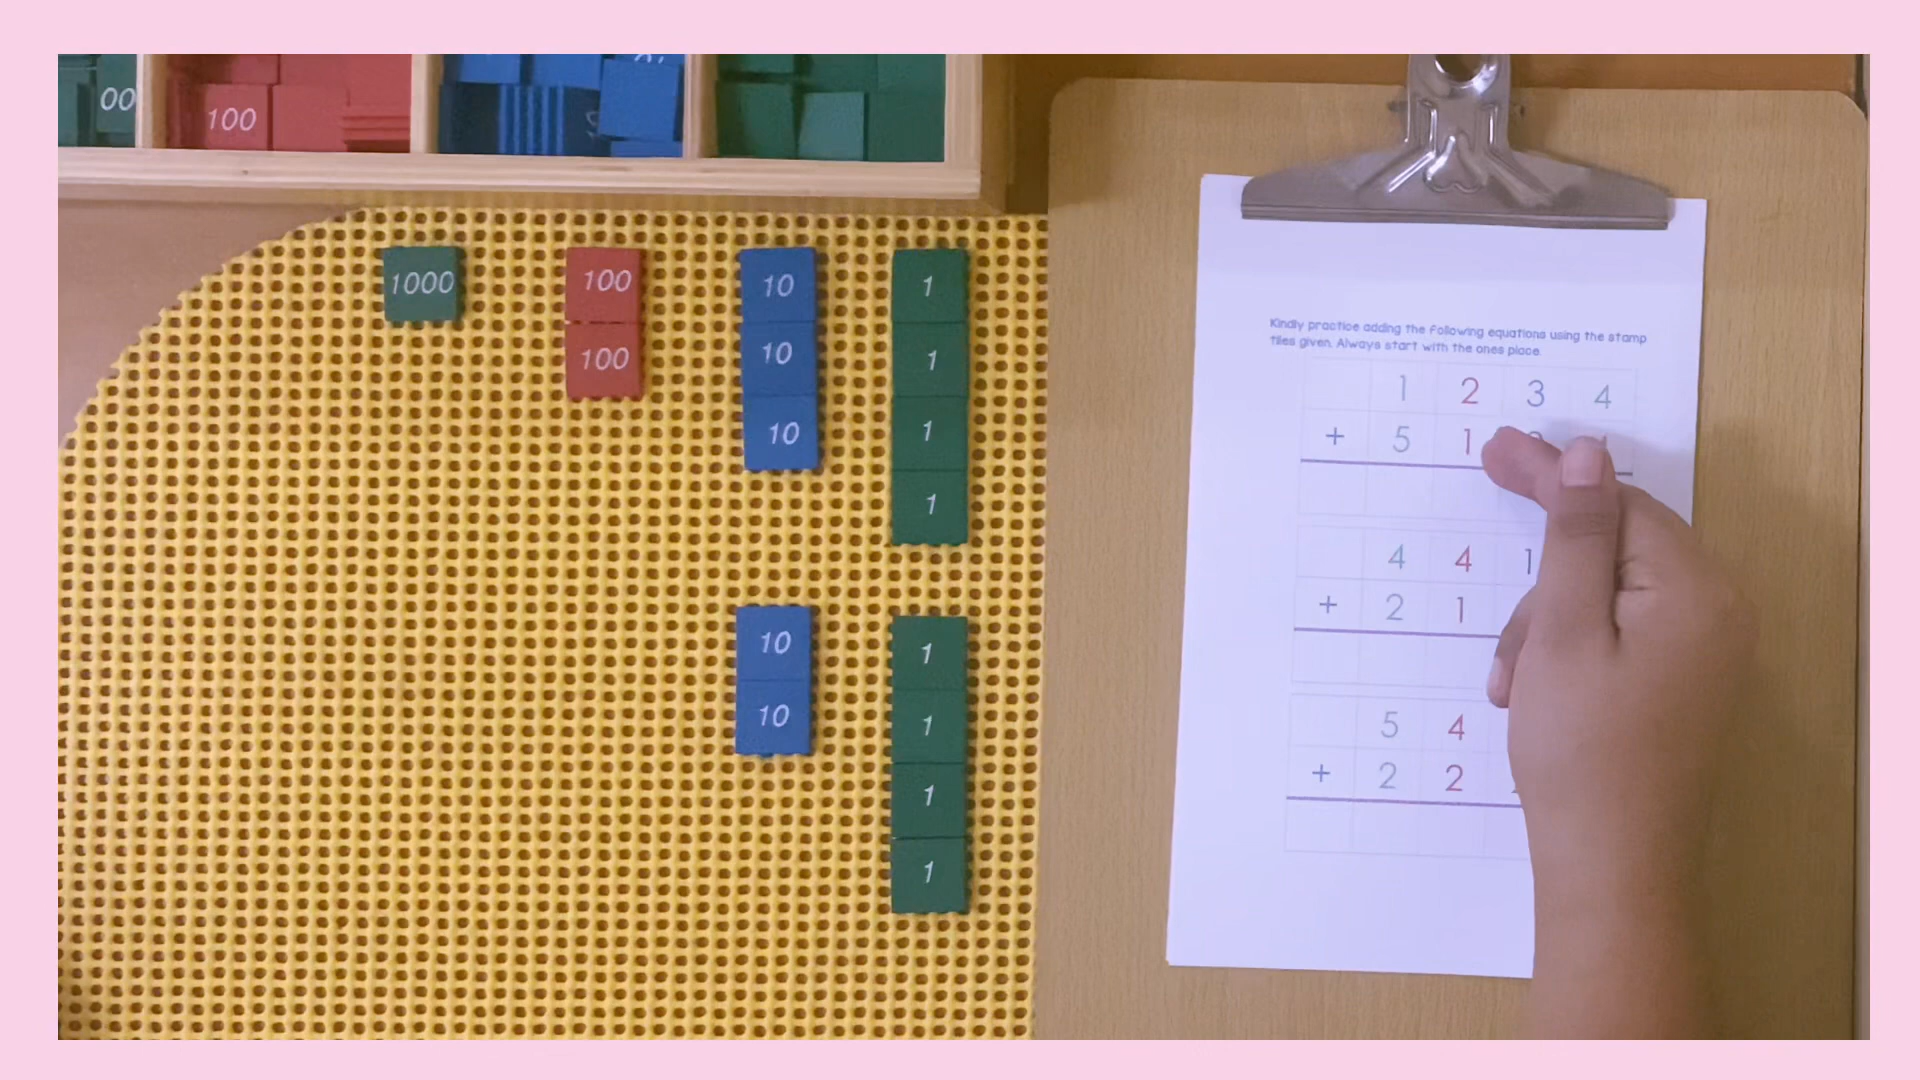 00
100
1000 100 10 1
100 10 1
10 1
1
10 1
10 1
1
1
Kindly practice adding the following equations using the stamp
tiles given. Always start with the ones place.
1 2 3 4
+ 5 1
4 4 1
+ 2 1
5 4
+ 2 2